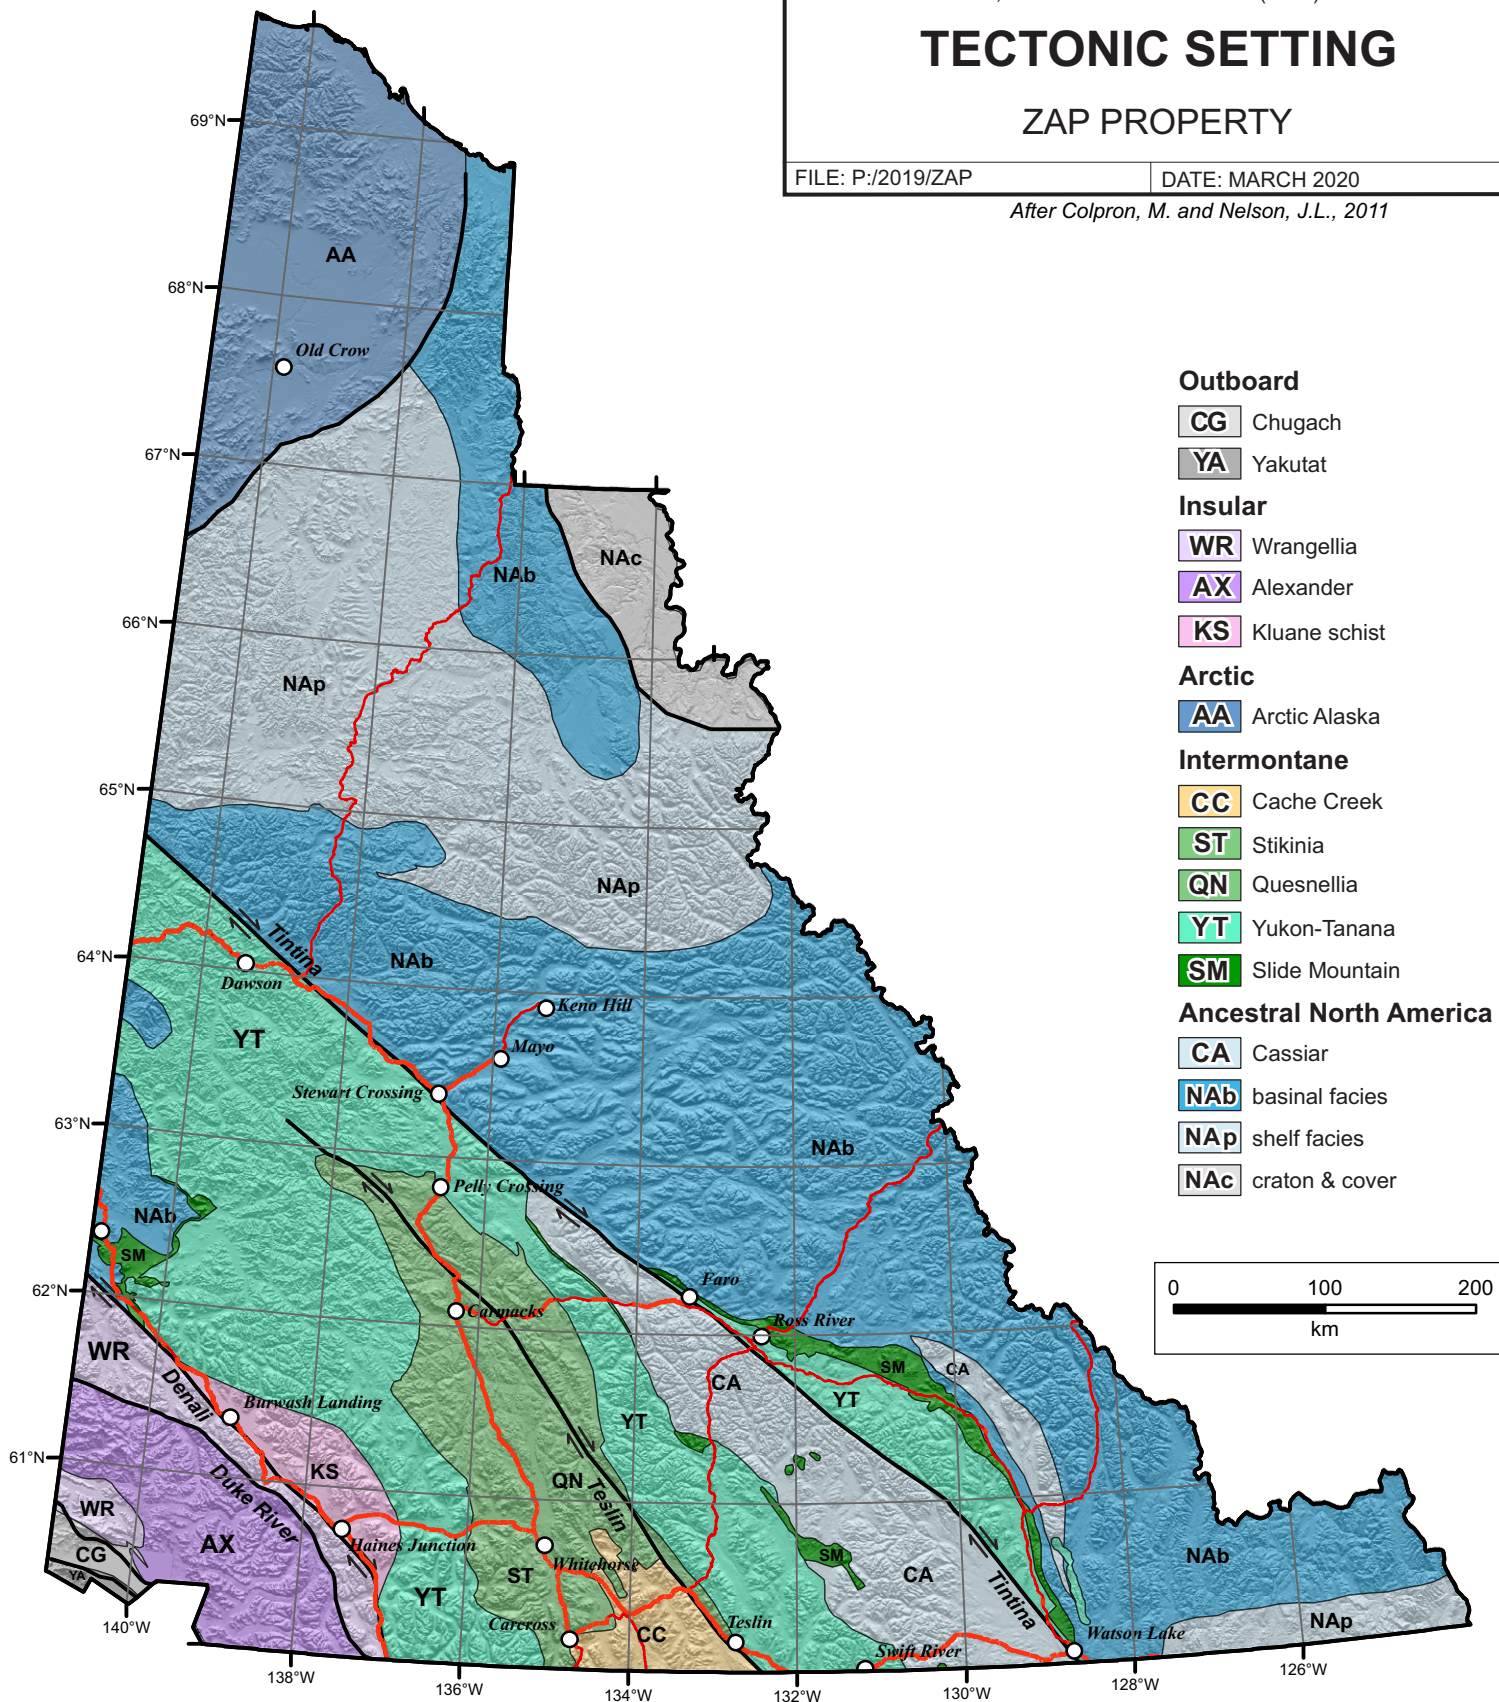 TECTONIC SETTING
ZAP PROPERTY
FILE: P:/2019/ZAP
DATE: MARCH 2020
After Colpron, M. and Nelson, J.L., 2011
69°N
AA
68°N
Old Crow
67°N
NAb
NAc
66°N
NAp
65°N
NAp
Tintina
64°N
NAb
Dawson
Keno Hill
YT
Mayo
Stewart Crossing
63°N
NAb
Pelly Crossing
NAb
SM
62°N
Faro
Carmacks
Ross River
WR
SM
CA
Denali
CA
YT
Burwash Landing
YT
61°N
KS
QN
Duke River
Teslin
WR
AX
Haines Junction
CG
YA
Whitehorse
SM
NAb
ST
CA
YT
Tintina
Carcross
Teslin
CC
Swift River
Watson Lake
NAp
140°W
138°W
136°W
134°W
132°W
130°W
128°W
126°W
Outboard
CG Chugach
YA Yakutat
Insular
WR Wrangellia
AX Alexander
KS Kluane schist
Arctic
AA Arctic Alaska
Intermontane
CC Cache Creek
ST Stikinia
QN Quesnellia
YT Yukon-Tanana
SM Slide Mountain
Ancestral North America
CA Cassiar
NAb basinal facies
NAp shelf facies
NAc craton & cover
0 100 200
km